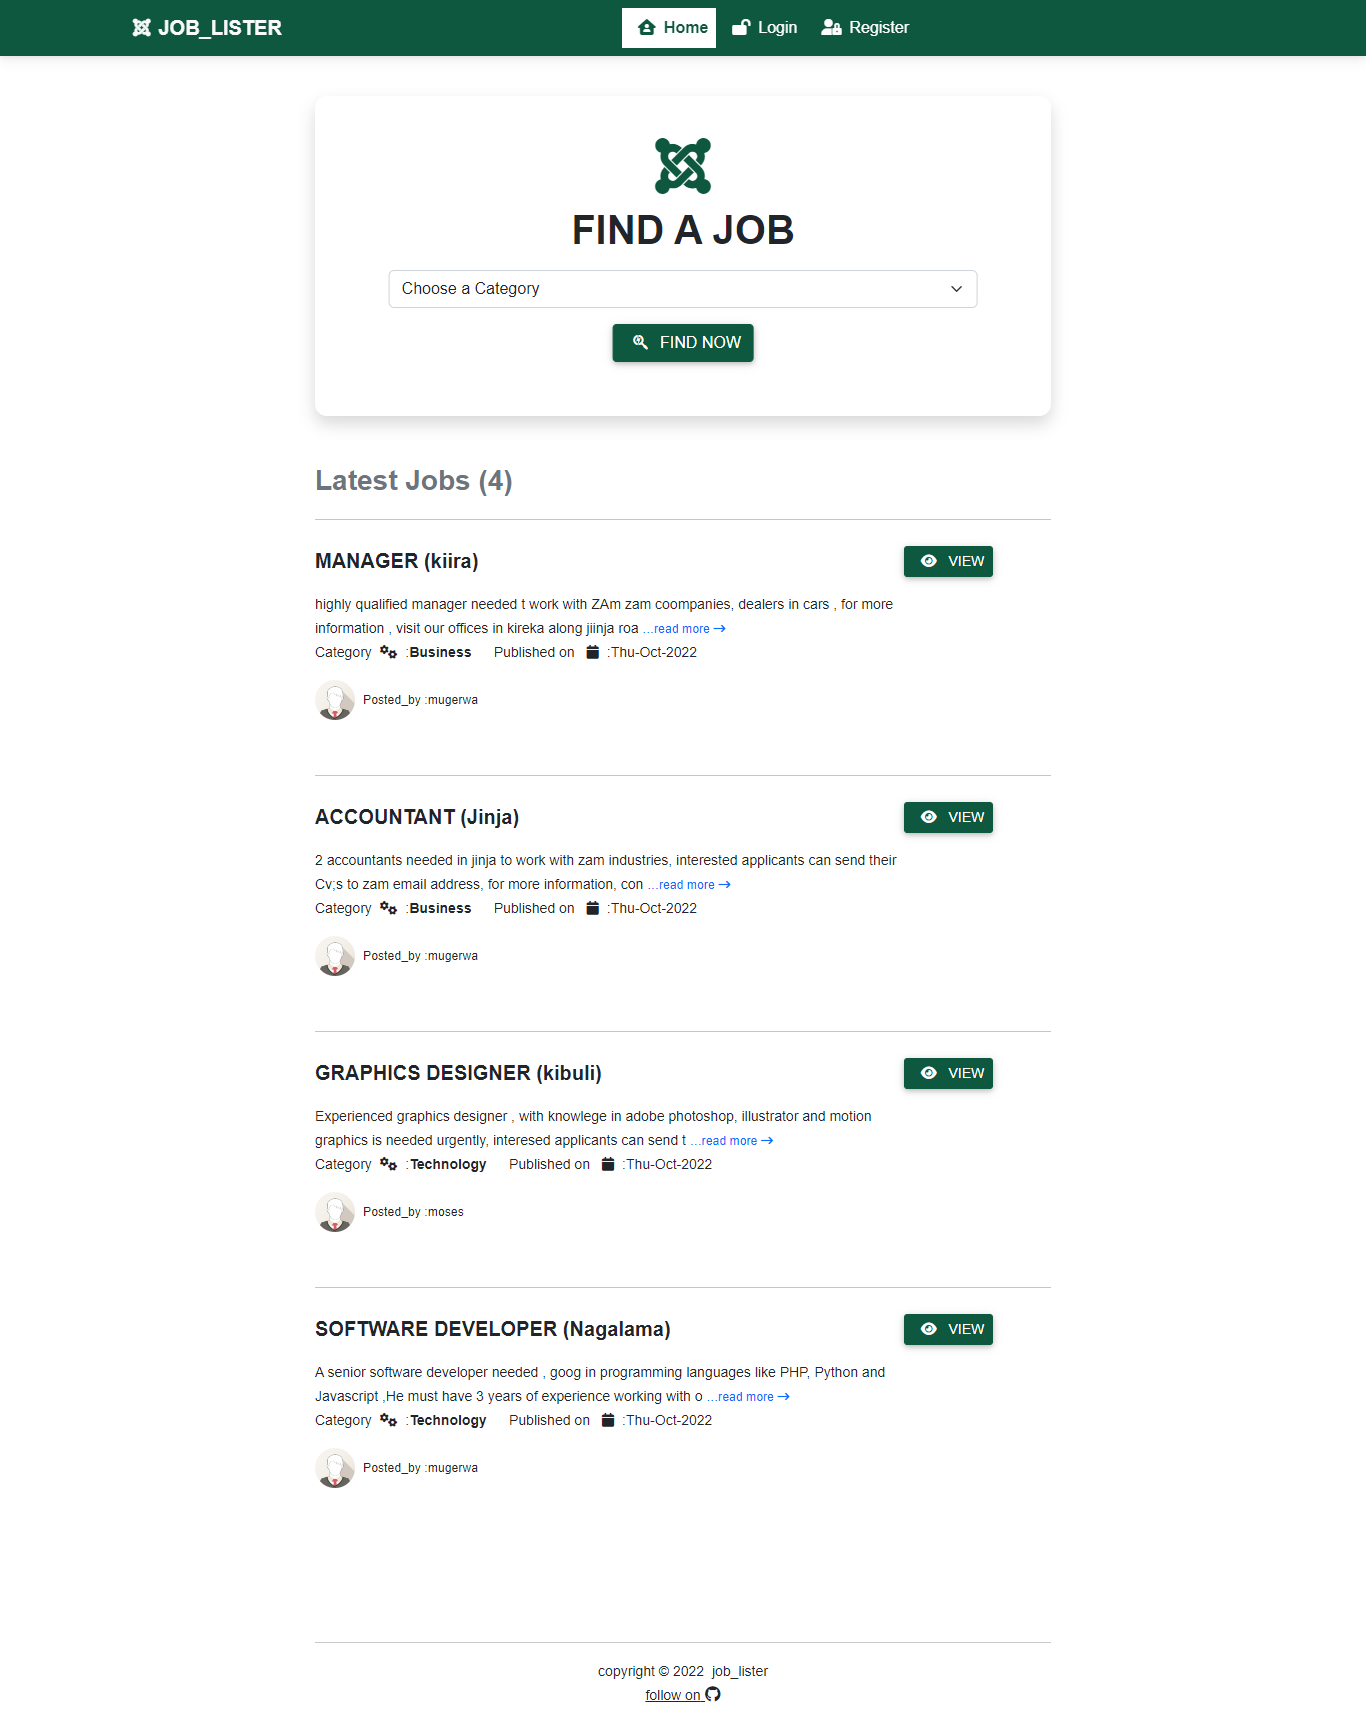 JOB_LISTER
Home
Login
Register
FIND A JOB
Choose a Category
FIND NOW
Latest Jobs (4)
MANAGER (kiira)
VIEW
highly qualified manager needed t work with ZAm zam coompanies, dealers in cars , for more
information , visit our offices in kireka along jiinja roa ...read more →
Category :Business Published on :Thu-Oct-2022
Posted_by :mugerwa
ACCOUNTANT (Jinja)
VIEW
2 accountants needed in jinja to work with zam industries, interested applicants can send their
Cv;s to zam email address, for more information, con ...read more →
Category :Business Published on :Thu-Oct-2022
Posted_by :mugerwa
GRAPHICS DESIGNER (kibuli)
VIEW
Experienced graphics designer , with knowlege in adobe photoshop, illustrator and motion
graphics is needed urgently, interesed applicants can send t ...read more →
Category :Technology Published on :Thu-Oct-2022
Posted_by :moses
SOFTWARE DEVELOPER (Nagalama)
VIEW
A senior software developer needed , goog in programming languages like PHP, Python and
Javascript ,He must have 3 years of experience working with o ...read more →
Category :Technology Published on :Thu-Oct-2022
Posted_by :mugerwa
copyright © 2022 job_lister
follow on